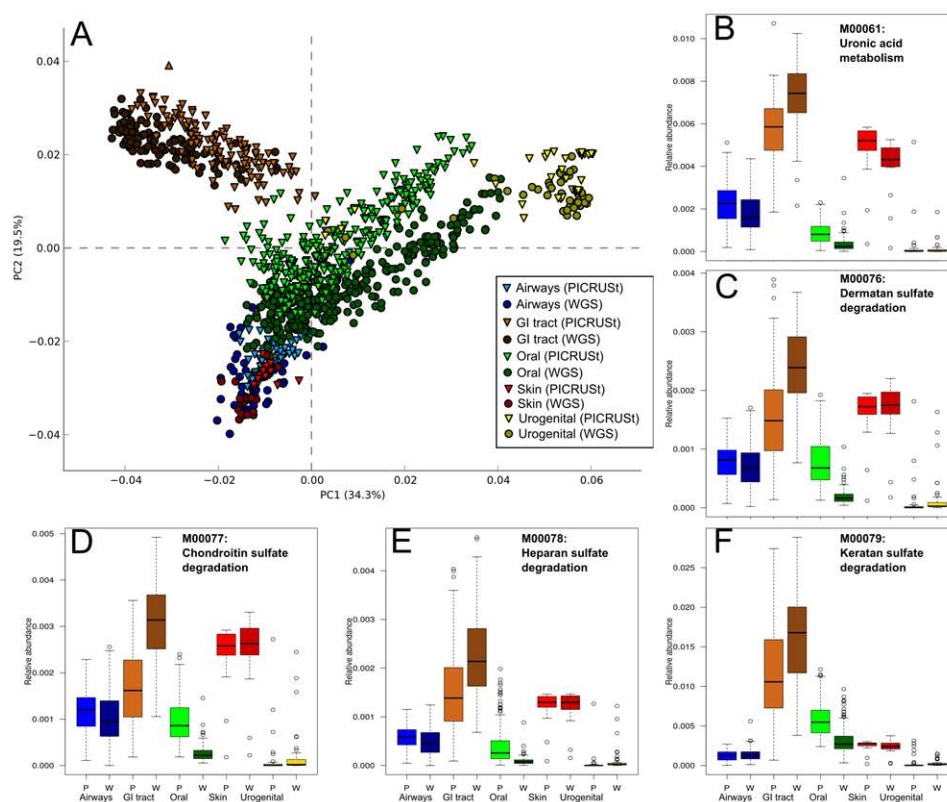 A
PC2 (19.5%)
0.04
0.02
0.00
−0.02
−0.04
−0.04
−0.02
0.00
0.02
0.04
0.06
PC1 (34.3%)
Airways (PICRUSt)
Airways (WGS)
GI tract (PICRUSt)
GI tract (WGS)
Oral (PICRUSt)
Oral (WGS)
Skin (PICRUSt)
Skin (WGS)
Urogenital (PICRUSt)
Urogenital (WGS)
B
M00061:
Uronic acid
metabolism
Relative abundance
0.010
0.008
0.006
0.004
0.002
0.000
C
M00076:
Dermatan sulfate
degradation
Relative abundance
0.004
0.003
0.002
0.001
0.000
D
M00077:
Chondroitin sulfate
degradation
Relative abundance
0.005
0.004
0.003
0.002
0.001
0.000
P W P W P W P W P W
Airways GI tract Oral Skin Urogenital
E
M00078:
Heparan sulfate
degradation
Relative abundance
0.004
0.003
0.002
0.001
0.000
P W P W P W P W P W
Airways GI tract Oral Skin Urogenital
F
M00079:
Keratan sulfate
degradation
Relative abundance
0.025
0.020
0.015
0.010
0.005
0.000
P W P W P W P W P W
Airways GI tract Oral Skin Urogenital